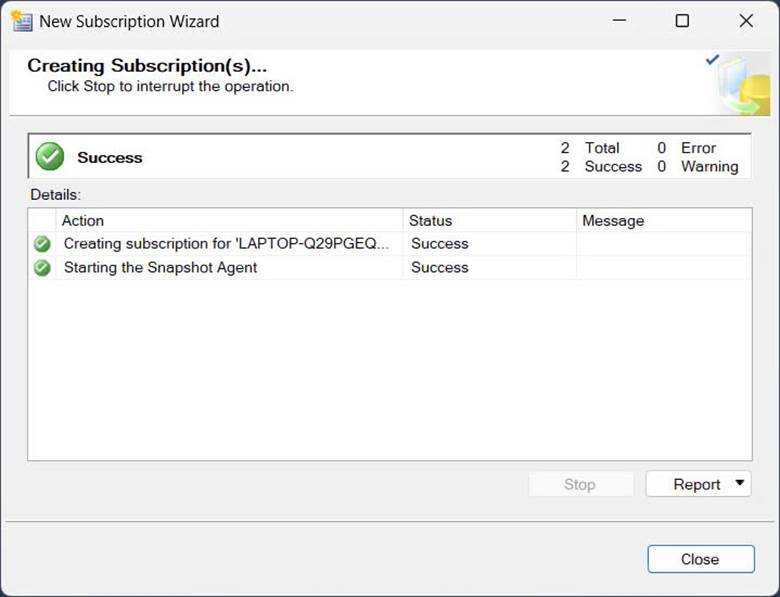 New Subscription Wizard
Creating Subscription(s)...
Click Stop to interrupt the operation.
Success 2 Total 0 Error
2 Success 0 Warning
Details:
Action Status Message
Creating subscription for 'LAPTOP-Q29PGEQ... Success
Starting the Snapshot Agent Success
Stop Report
Close